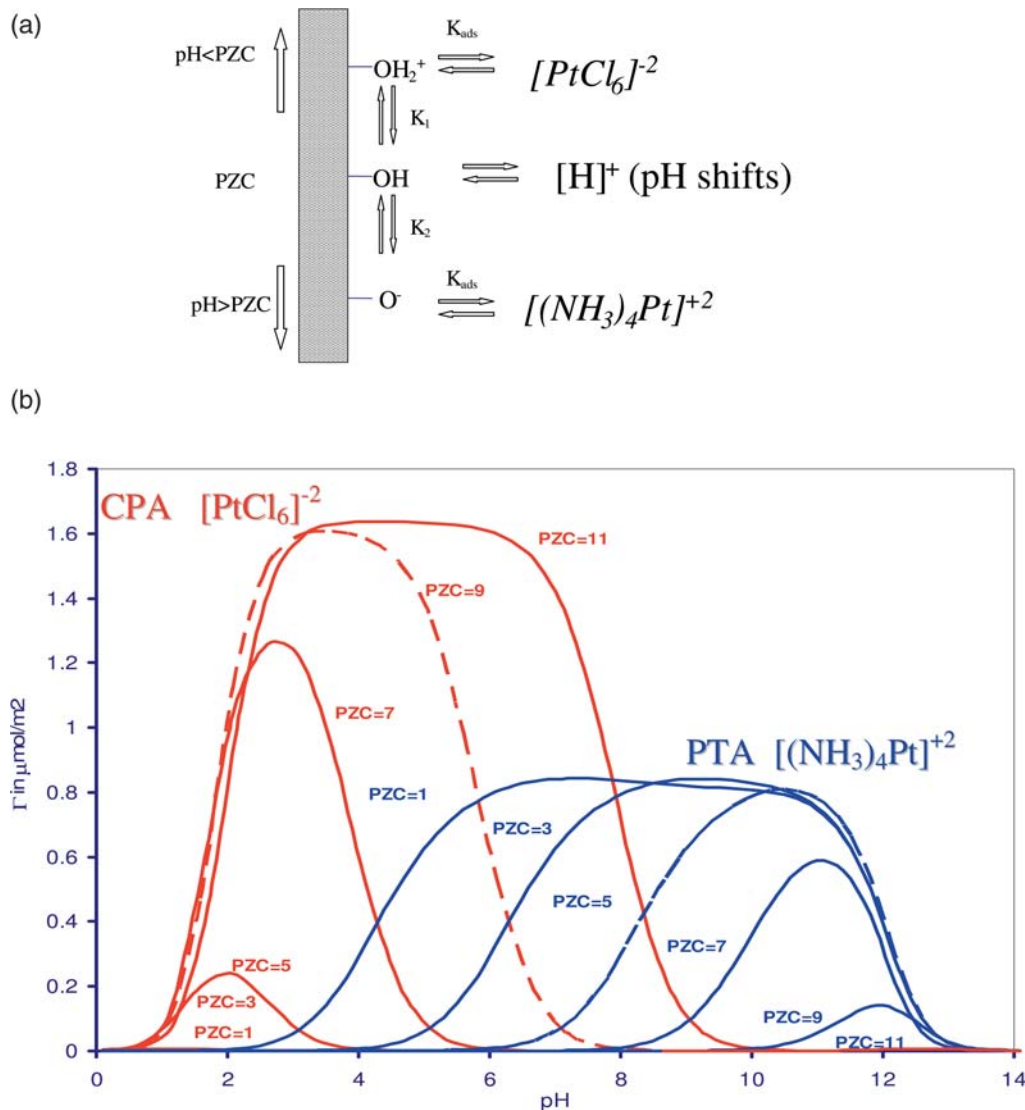 (a)
pH<PZC
OH₂⁺
Kads
[PtCl₆]⁻²
K₁
PZC
OH
[H]⁺ (pH shifts)
K₂
pH>PZC
O⁻
Kads
[(NH₃)₄Pt]⁺²
(b)
CPA [PtCl₆]⁻²
PTA [(NH₃)₄Pt]⁺²
PZC=11
PZC=9
PZC=7
PZC=5
PZC=3
PZC=1
PZC=1
PZC=3
PZC=5
PZC=7
PZC=9
PZC=11
Γ in µmol/m2
1.8
1.6
1.4
1.2
1
0.8
0.6
0.4
0.2
0
0 2 4 6 8 10 12 14
pH